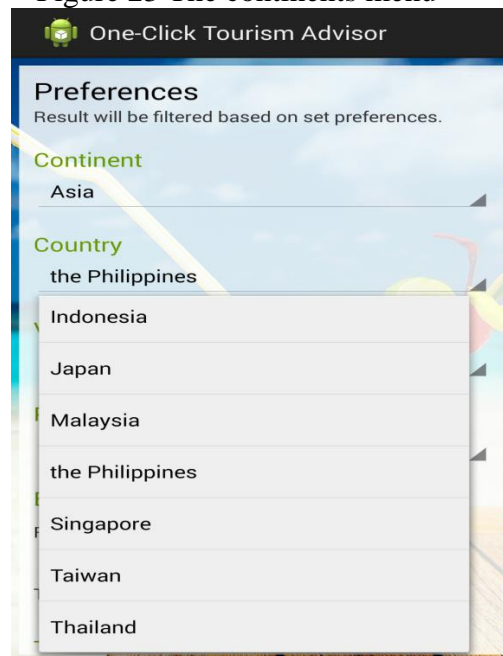 Figure 25 The continents menu
One-Click Tourism Advisor
Preferences
Result will be filtered based on set preferences.
Continent
Asia
Country
the Philippines
Indonesia
Japan
Malaysia
the Philippines
Singapore
Taiwan
Thailand